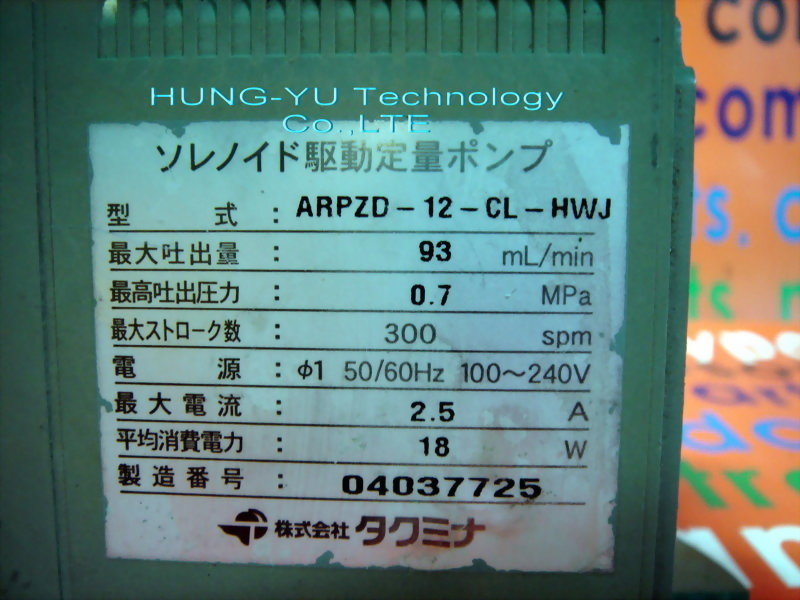 HUNG-YU Technology
Co.,LTE
ソレノイド駆動定量ポンプ
型 式 : ARPZD-12-CL-HWJ
最大吐出量 : 93 mL/min
最高吐出圧力 : 0.7 MPa
最大ストローク数 : 300 spm
電 源 : φ1 50/60Hz 100～240V
最大電流 : 2.5 A
平均消費電力 : 18 W
製造番号 : 04037725
株式会社 タクミナ